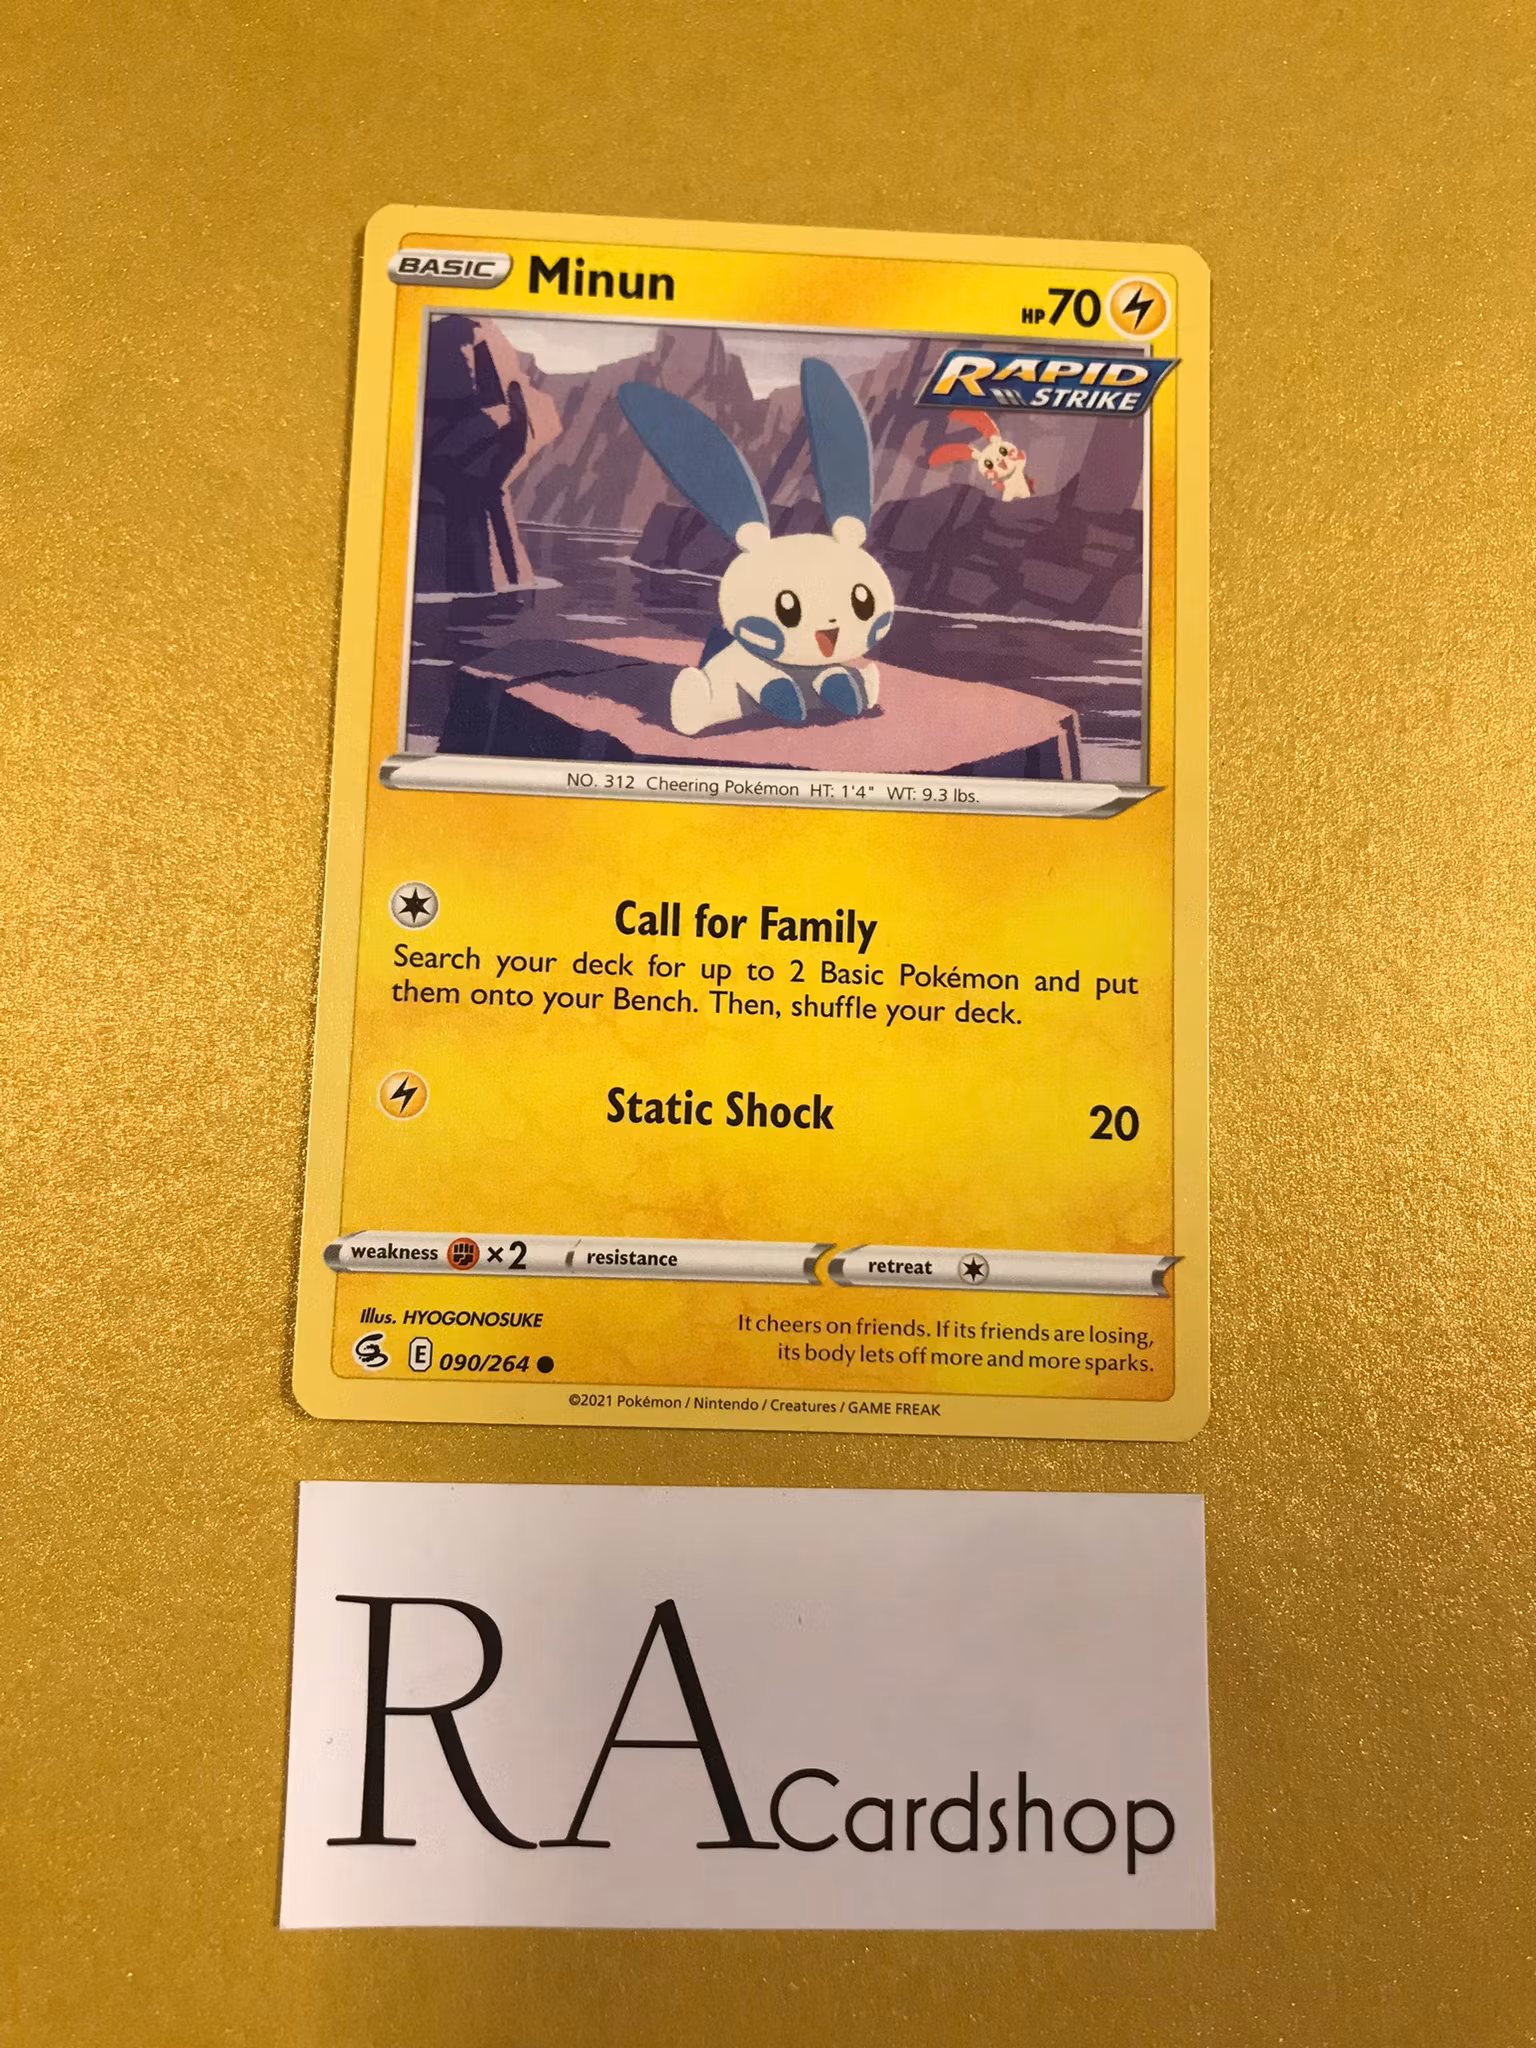 BASIC Minun HP 70
RAPID
STRIKE
NO. 312 Cheering Pokémon HT: 1'4" WT: 9.3 lbs.
Call for Family
Search your deck for up to 2 Basic Pokémon and put
them onto your Bench. Then, shuffle your deck.
Static Shock 20
weakness ×2 resistance retreat
Illus. HYOGONOSUKE
It cheers on friends. If its friends are losing,
its body lets off more and more sparks.
E 090/264
©2021 Pokémon / Nintendo / Creatures / GAME FREAK
RACardshop